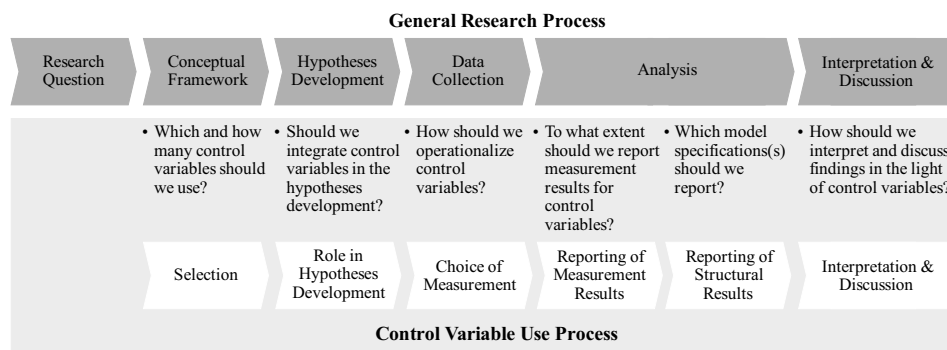 General Research Process
Research
Question
Conceptual
Framework
Hypotheses
Development
Data
Collection
Analysis
Interpretation &
Discussion
• Which and how
many control
variables should
we use?
• Should we
integrate control
variables in the
hypotheses
development?
• How should we
operationalize
control
variables?
• To what extent
should we report
measurement
results for
control
variables?
• Which model
specifications(s)
should we
report?
• How should we
interpret and discuss
findings in the light
of control variables?
Selection
Role in
Hypotheses
Development
Choice of
Measurement
Reporting of
Measurement
Results
Reporting of
Structural
Results
Interpretation &
Discussion
Control Variable Use Process